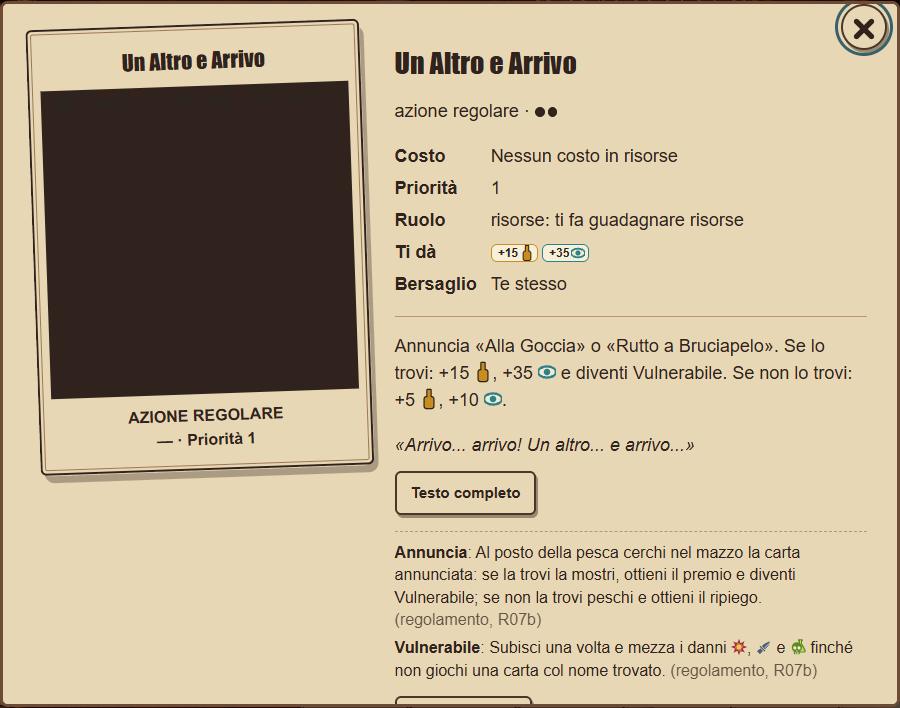 Un Altro e Arrivo
AZIONE REGOLARE
— · Priorità 1
Un Altro e Arrivo
azione regolare · ●●
Costo Nessun costo in risorse
Priorità 1
Ruolo risorse: ti fa guadagnare risorse
Ti dà +15 +35
Bersaglio Te stesso
Annuncia «Alla Goccia» o «Rutto a Bruciapelo». Se lo
trovi: +15 , +35 e diventi Vulnerabile. Se non lo trovi:
+5 , +10 .
«Arrivo... arrivo! Un altro... e arrivo...»
Testo completo
Annuncia: Al posto della pesca cerchi nel mazzo la carta
annunciata: se la trovi la mostri, ottieni il premio e diventi
Vulnerabile; se non la trovi peschi e ottieni il ripiego.
(regolamento, R07b)
Vulnerabile: Subisci una volta e mezza i danni , e finché
non giochi una carta col nome trovato. (regolamento, R07b)